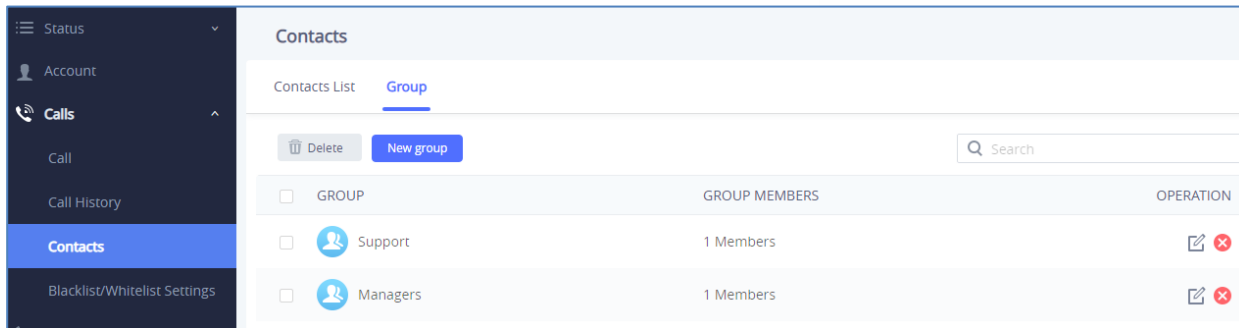 Status
Account
Calls
Call
Call History
Contacts
Blacklist/Whitelist Settings
Contacts
Contacts List Group
Delete New group Search
GROUP GROUP MEMBERS OPERATION
Support 1 Members
Managers 1 Members